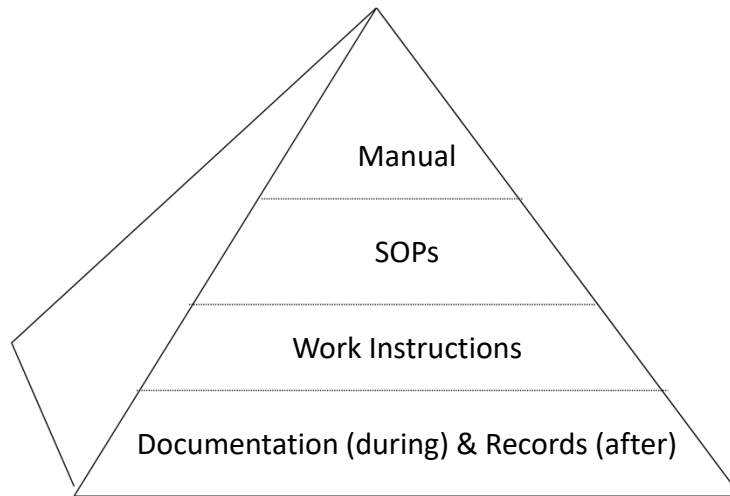 Manual
SOPs
Work Instructions
Documentation (during) & Records (after)